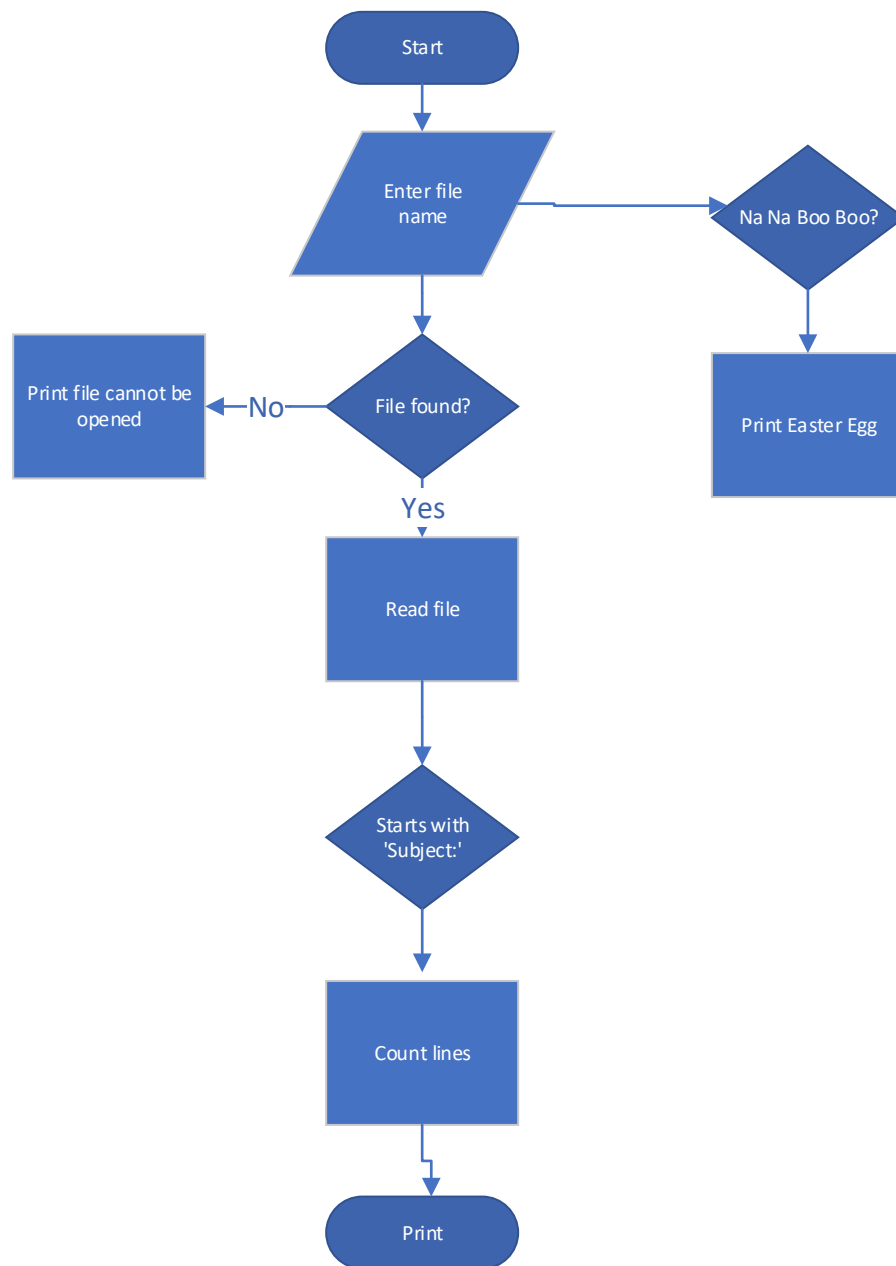 Start
Enter file
name
Na Na Boo Boo?
Print file cannot be
opened
No
File found?
Print Easter Egg
Yes
Read file
Starts with
'Subject:'
Count lines
Print